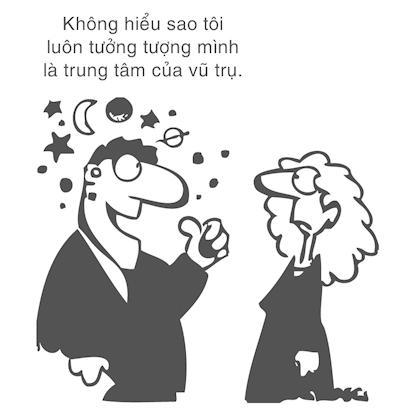 Không hiểu sao tôi
luôn tưởng tượng mình
là trung tâm của vũ trụ.